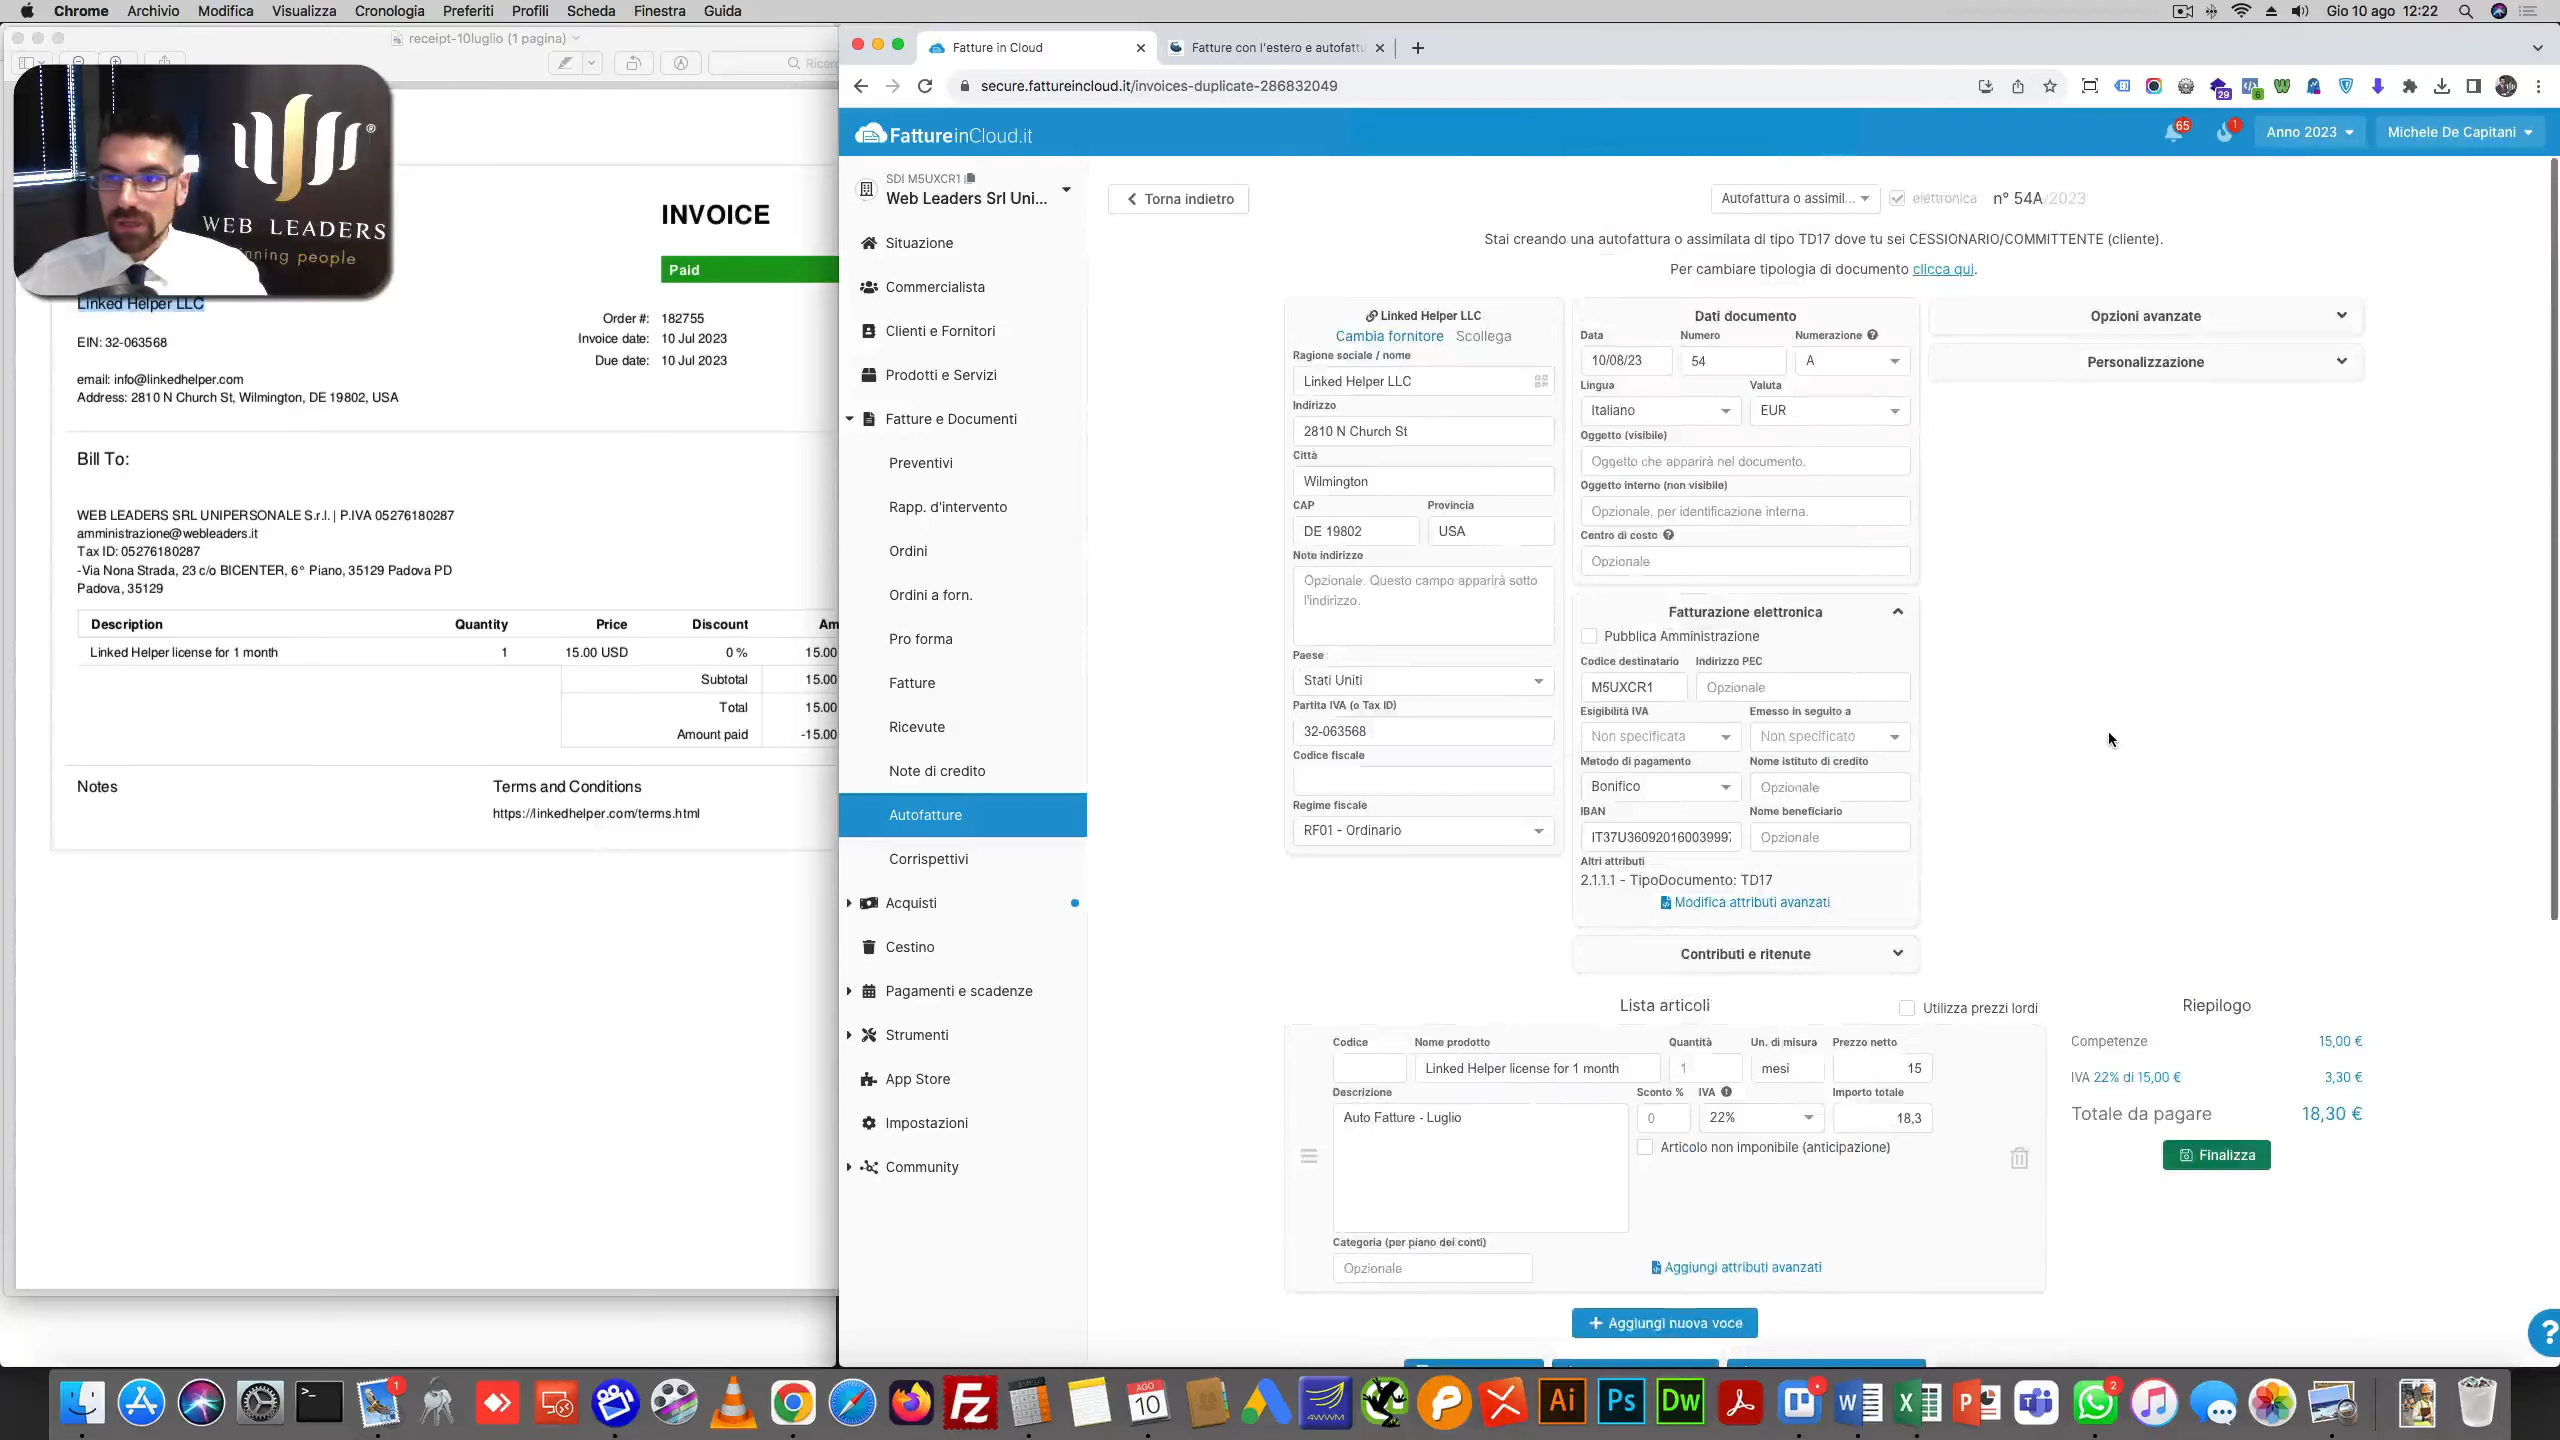 Chrome Archivio Modifica Visualizza Cronologia Preferiti Profili Scheda Finestra Guida
Gio 10 ago 12:22
receipt-10luglio (1 pagina)
WEB LEADERS
INVOICE
Paid
Linked Helper LLC
EIN: 32-063568
email: info@linkedhelper.com
Address: 2810 N Church St, Wilmington, DE 19802, USA
Order #: 182755
Invoice date: 10 Jul 2023
Due date: 10 Jul 2023
Bill To:
WEB LEADERS SRL UNIPERSONALE S.r.l. | P.IVA 05276180287
amministrazione@webleaders.it
Tax ID: 05276180287
-Via Nona Strada, 23 c/o BICENTER, 6° Piano, 35129 Padova PD
Padova, 35129
Description Quantity Price Discount
Linked Helper license for 1 month 1 15.00 USD 0 % 15.00
Subtotal 15.00
Total 15.00
Amount paid -15.00
Notes
Terms and Conditions
https://linkedhelper.com/terms.html
Fatture in Cloud
Fatture con l'estero e autofattu
secure.fattureincloud.it/invoices-duplicate-286832049
29
6
FattureinCloud.it
65
1
Anno 2023
Michele De Capitani
SDI M5UXCR1
Web Leaders Srl Uni...
Situazione
Commercialista
Clienti e Fornitori
Prodotti e Servizi
Fatture e Documenti
Preventivi
Rapp. d'intervento
Ordini
Ordini a forn.
Pro forma
Fatture
Ricevute
Note di credito
Autofatture
Corrispettivi
Acquisti
Cestino
Pagamenti e scadenze
Strumenti
App Store
Impostazioni
Community
Torna indietro
Autofattura o assimil...
elettronica
n° 54A/2023
Stai creando una autofattura o assimilata di tipo TD17 dove tu sei CESSIONARIO/COMMITTENTE (cliente).
Per cambiare tipologia di documento clicca qui.
Linked Helper LLC
Cambia fornitore Scollega
Ragione sociale / nome
Linked Helper LLC
Indirizzo
2810 N Church St
Città
Wilmington
CAP Provincia
DE 19802 USA
Note indirizzo
Opzionale. Questo campo apparirà sotto
l'indirizzo.
Paese
Stati Uniti
Partita IVA (o Tax ID)
32-063568
Codice fiscale
Regime fiscale
RF01 - Ordinario
Dati documento
Data Numero Numerazione
10/08/23 54 A
Lingua Valuta
Italiano EUR
Oggetto (visibile)
Oggetto che apparirà nel documento.
Oggetto interno (non visibile)
Opzionale, per identificazione interna.
Centro di costo
Opzionale
Fatturazione elettronica
Pubblica Amministrazione
Codice destinatario Indirizzo PEC
M5UXCR1 Opzionale
Esigibilità IVA Emesso in seguito a
Non specificata Non specificato
Metodo di pagamento Nome istituto di credito
Bonifico Opzionale
IBAN Nome beneficiario
IT37U360920160039997 Opzionale
Altri attributi
2.1.1.1 - TipoDocumento: TD17
Modifica attributi avanzati
Contributi e ritenute
Opzioni avanzate
Personalizzazione
Lista articoli
Utilizza prezzi lordi
Codice Nome prodotto Quantità Un. di misura Prezzo netto
Linked Helper license for 1 month 1 mesi 15
Descrizione Sconto % IVA Importo totale
Auto Fatture - Luglio 0 22% 18,3
Articolo non imponibile (anticipazione)
Categoria (per piano dei conti)
Opzionale
Aggiungi attributi avanzati
Aggiungi nuova voce
Riepilogo
Competenze 15,00 €
IVA 22% di 15,00 € 3,30 €
Totale da pagare 18,30 €
Finalizza
?
1
Fz
AGO
10
4WWM
Ai
Ps
Dw
2